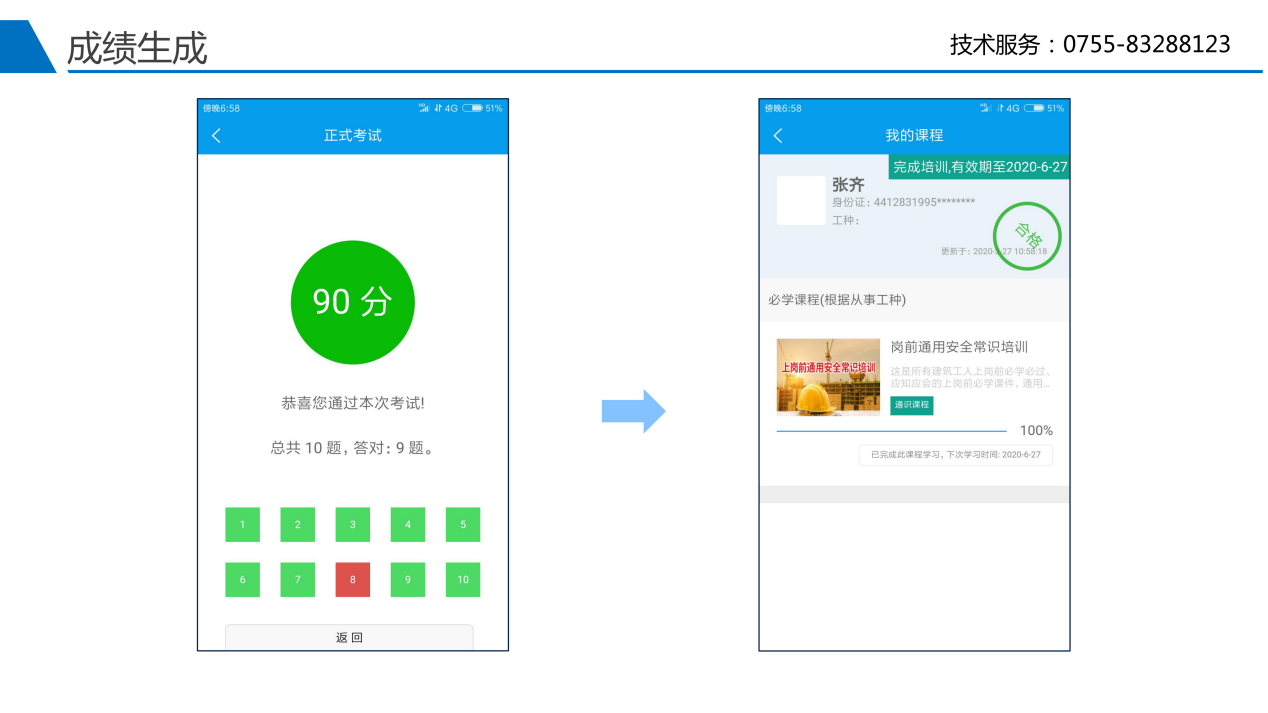 成绩生成
技术服务：0755-83288123
傍晚6:58
4G 51%
正式考试
90 分
恭喜您通过本次考试!
总共 10 题, 答对: 9 题。
1 2 3 4 5
6 7 8 9 10
返 回
傍晚6:58
4G 51%
我的课程
完成培训,有效期至2020-6-27
张齐
身份证: 4412831995********
工种:
合格
更新于: 2020-5-27 10:58:18
必学课程(根据从事工种)
上岗前通用安全常识培训
岗前通用安全常识培训
这是所有建筑工人上岗前必学必过、
应知应会的上岗前必学课件, 通用...
通识课程
100%
已完成此课程学习, 下次学习时间: 2020-6-27